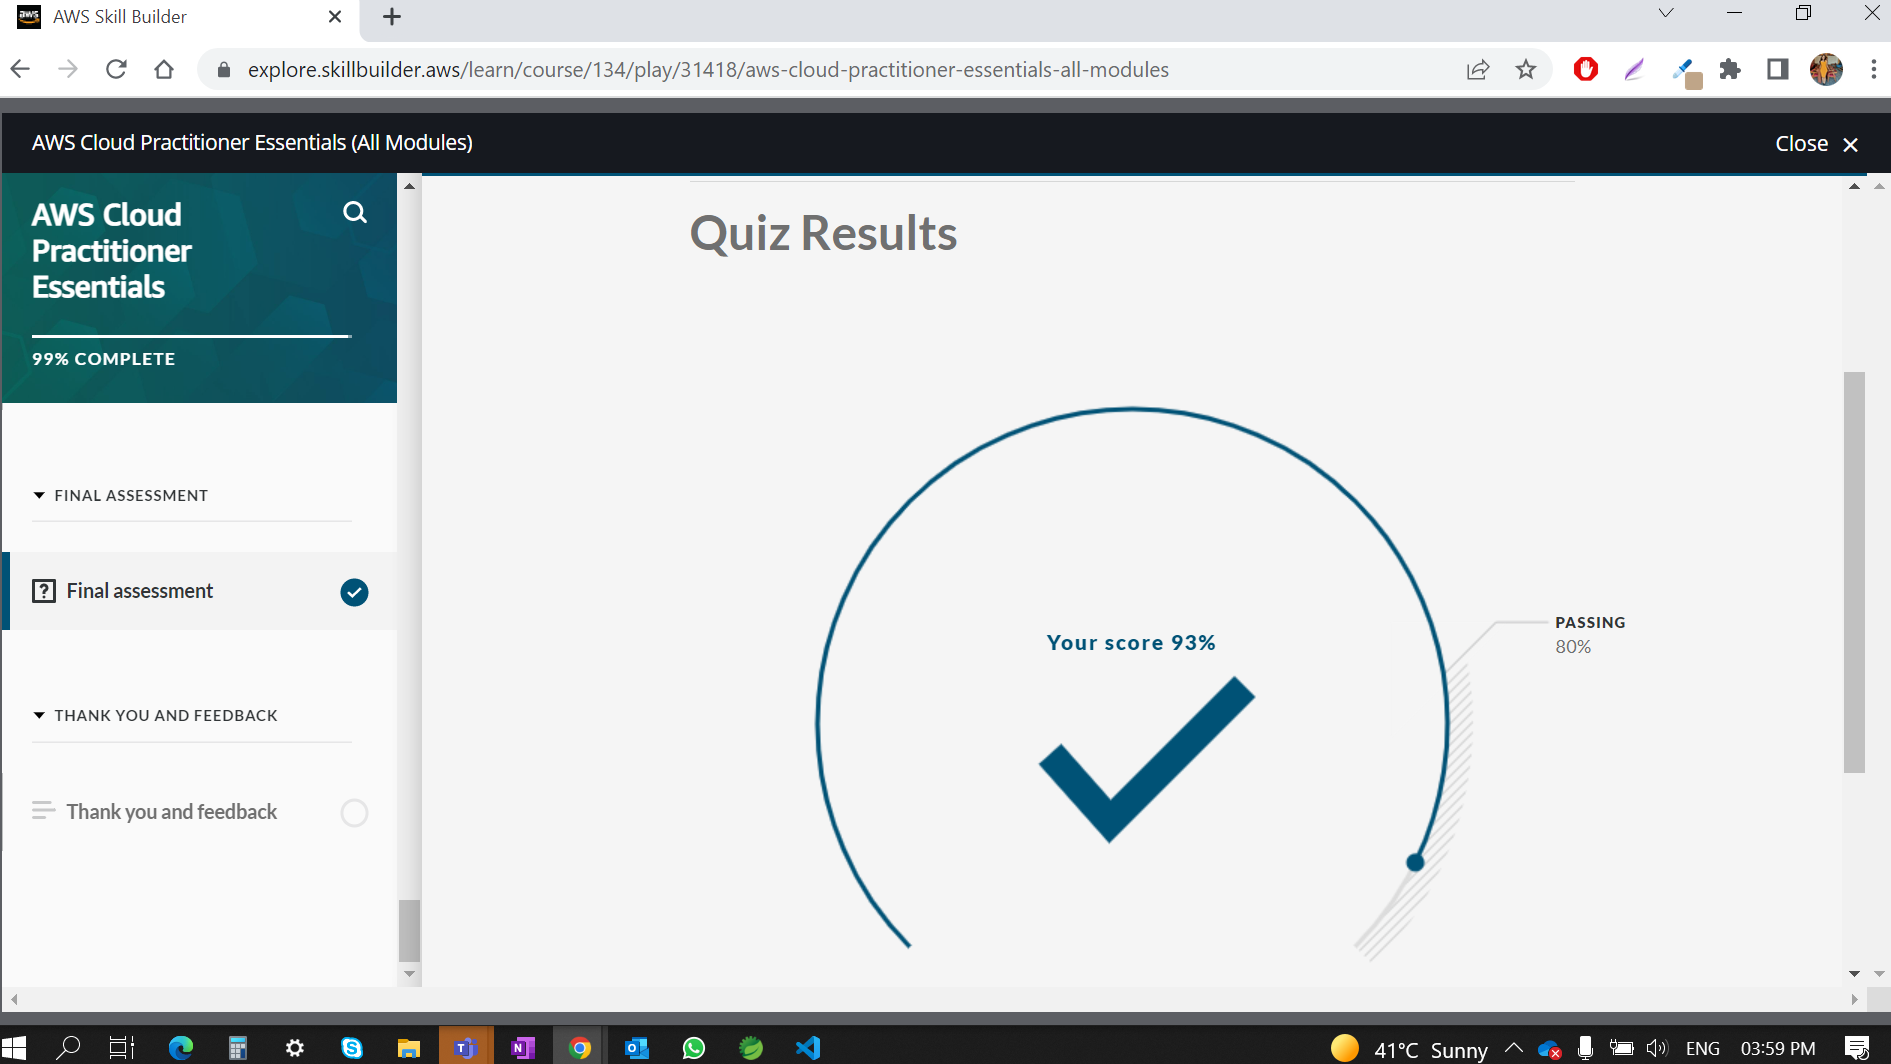 AWS Skill Builder
explore.skillbuilder.aws/learn/course/134/play/31418/aws-cloud-practitioner-essentials-all-modules
AWS Cloud Practitioner Essentials (All Modules)
Close
AWS Cloud
Practitioner
Essentials
99% COMPLETE
FINAL ASSESSMENT
Final assessment
THANK YOU AND FEEDBACK
Thank you and feedback
Quiz Results
Your score 93%
PASSING
80%
41°C Sunny
ENG
03:59 PM